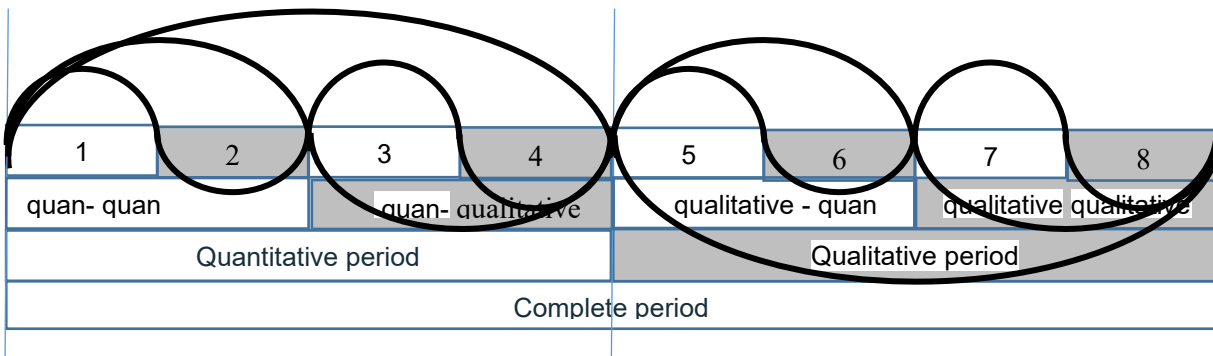 1 2 3 4 5 6 7 8
quan- quan quan- qualitative qualitative - quan qualitative qualitative
Quantitative period Qualitative period
Complete period